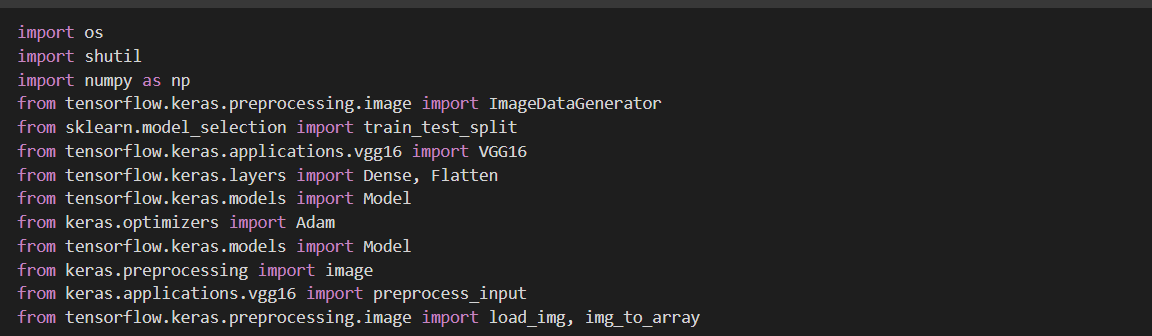 import os
import shutil
import numpy as np
from tensorflow.keras.preprocessing.image import ImageDataGenerator
from sklearn.model_selection import train_test_split
from tensorflow.keras.applications.vgg16 import VGG16
from tensorflow.keras.layers import Dense, Flatten
from tensorflow.keras.models import Model
from keras.optimizers import Adam
from tensorflow.keras.models import Model
from keras.preprocessing import image
from keras.applications.vgg16 import preprocess_input
from tensorflow.keras.preprocessing.image import load_img, img_to_array